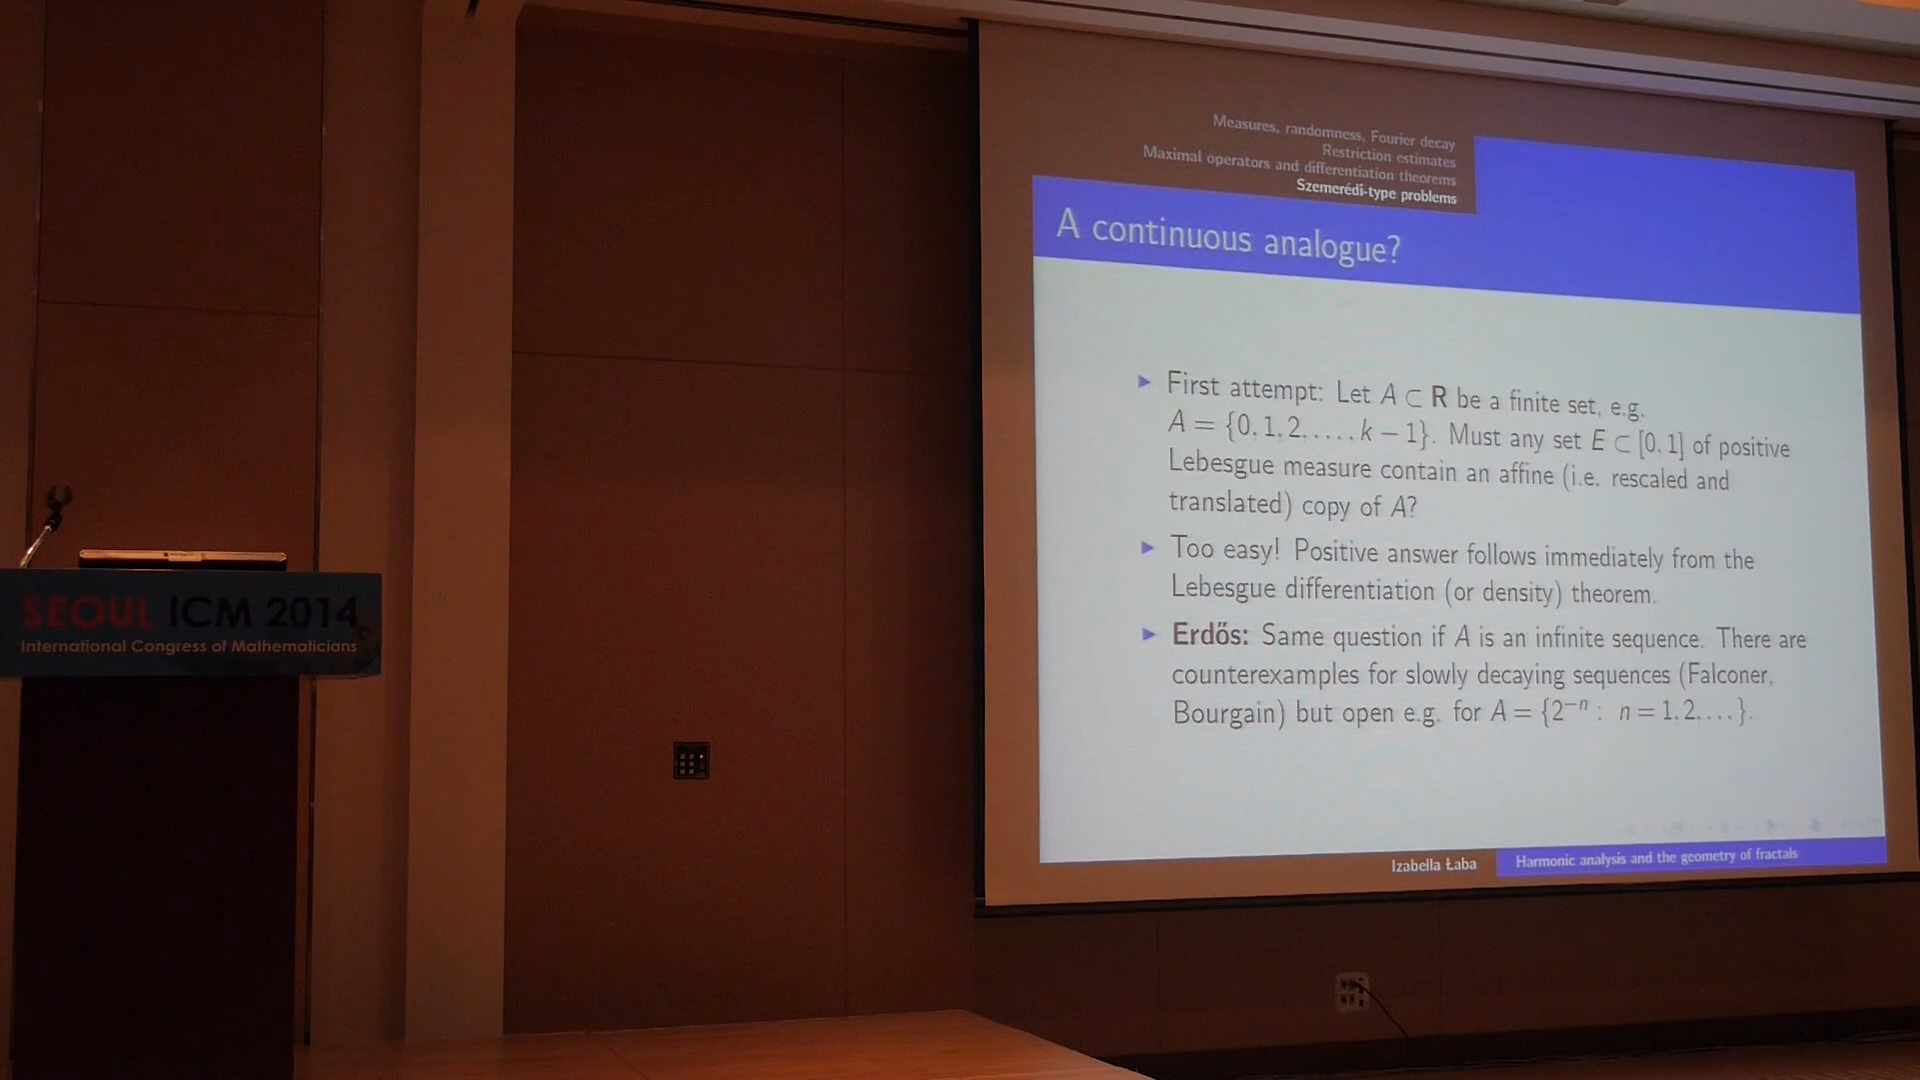 Measures, randomness, Fourier decay
Restriction estimates
Maximal operators and differentiation theorems
Szemerédi-type problems
A continuous analogue?
First attempt: Let A ⊂ R be a finite set, e.g.
A = {0, 1, 2, . . . , k − 1}. Must any set E ⊂ [0, 1] of positive
Lebesgue measure contain an affine (i.e. rescaled and
translated) copy of A?
Too easy! Positive answer follows immediately from the
Lebesgue differentiation (or density) theorem.
Erdős: Same question if A is an infinite sequence. There are
counterexamples for slowly decaying sequences (Falconer,
Bourgain) but open e.g. for A = {2⁻ⁿ : n = 1, 2, . . . }.
Izabella Łaba
Harmonic analysis and the geometry of fractals
SEOUL ICM 2014
International Congress of Mathematicians